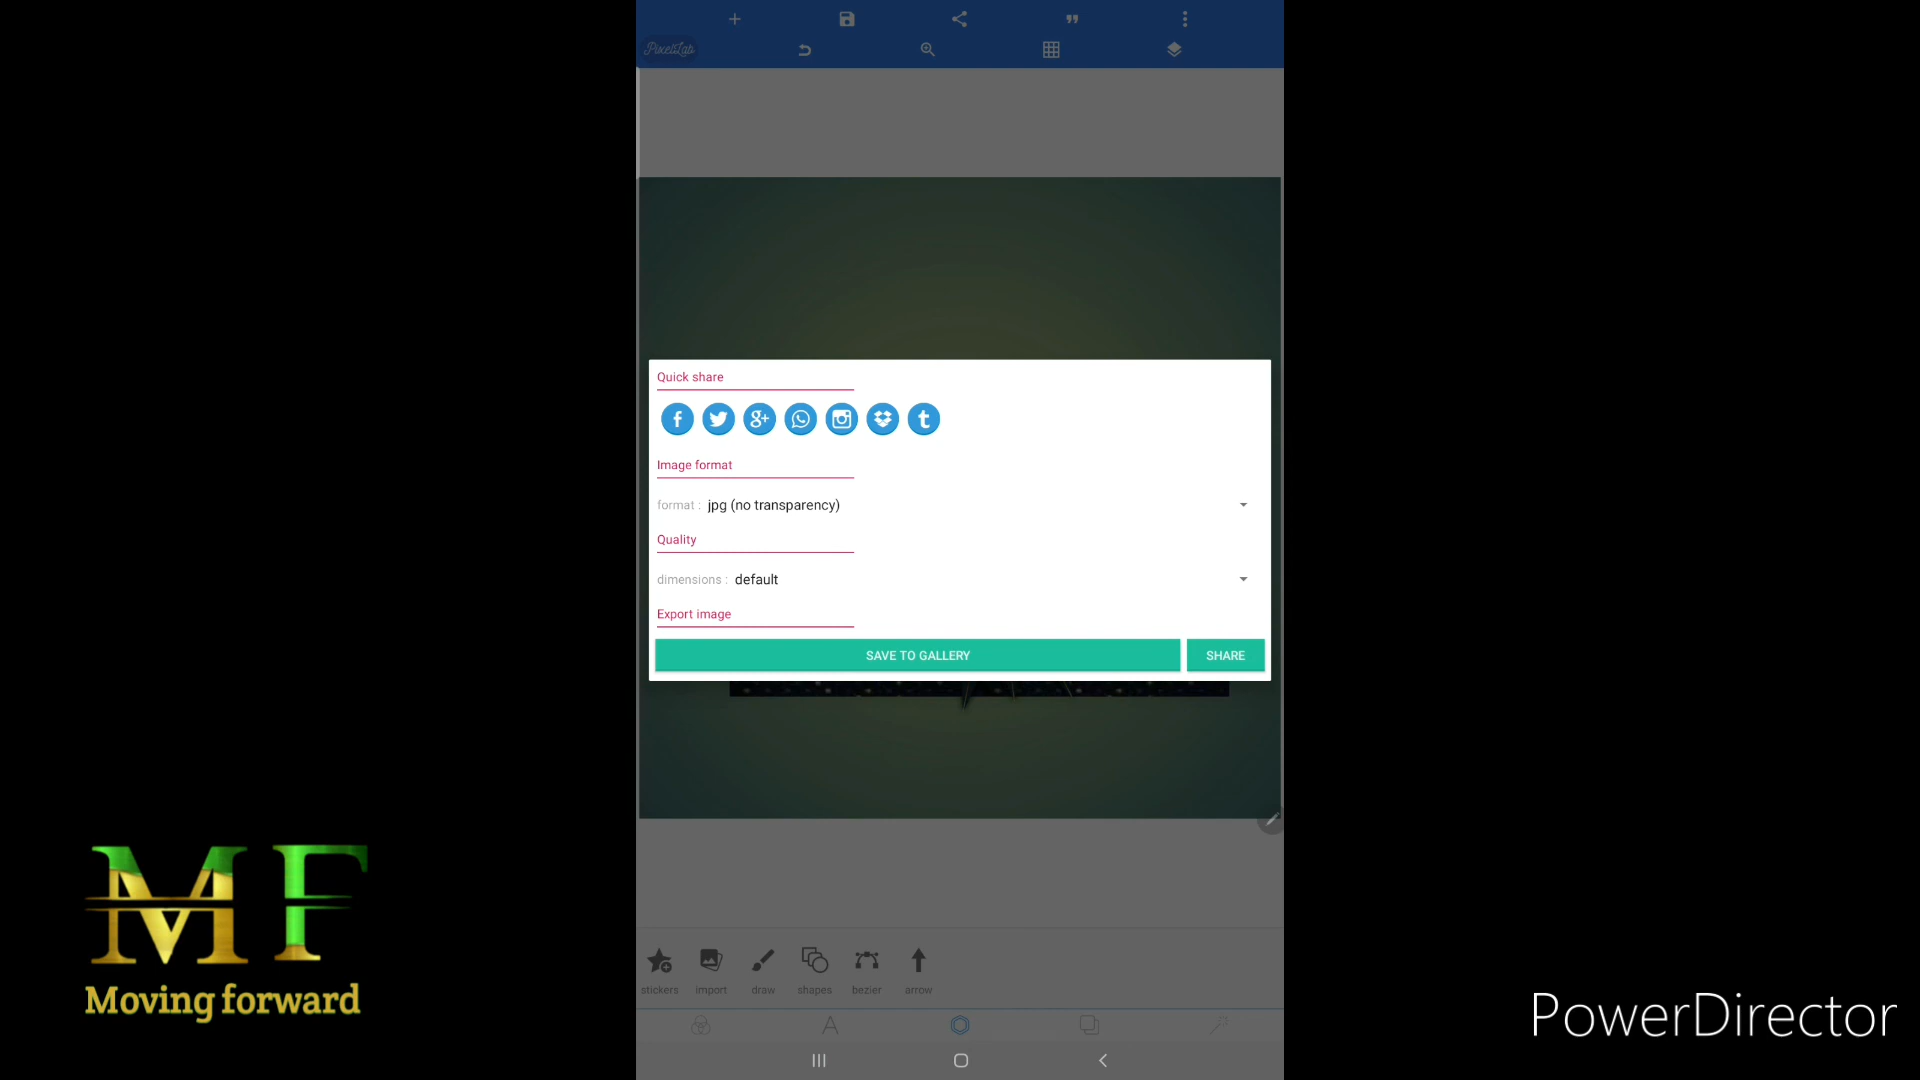 PixelLab
Quick share
Image format
format : jpg (no transparency)
Quality
dimensions : default
Export image
SAVE TO GALLERY
SHARE
stickers
import
draw
shapes
bezier
arrow
MF
Moving forward
PowerDirector